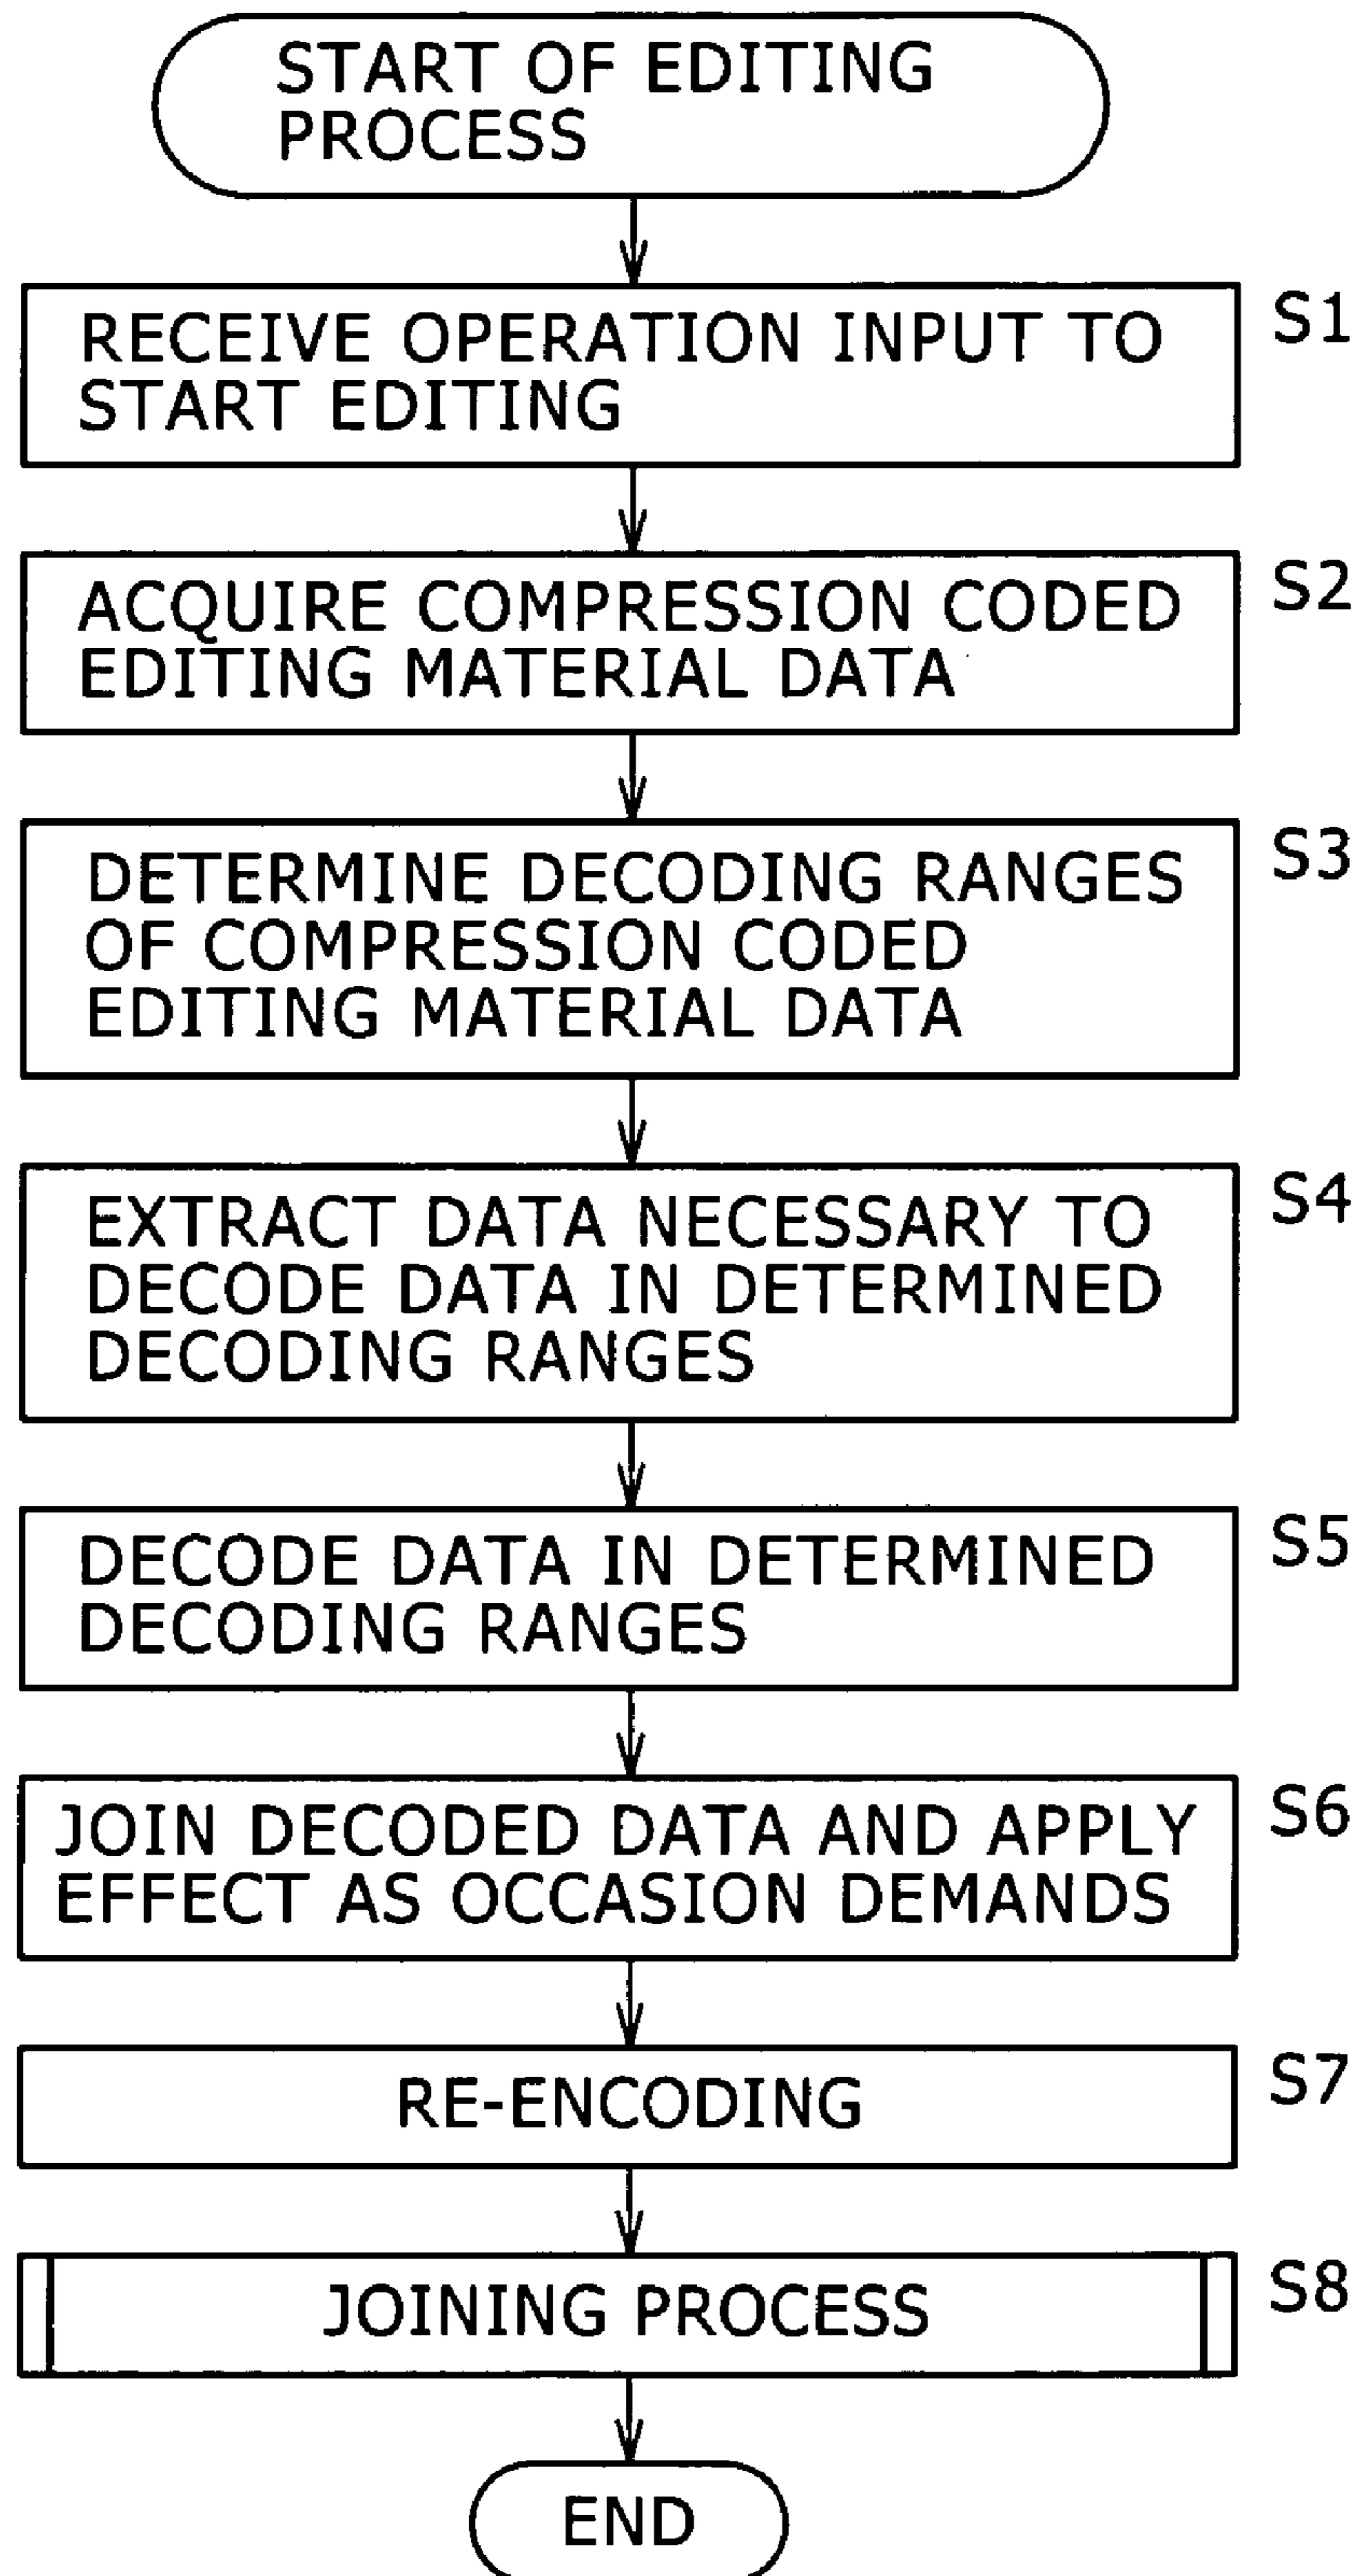 START OF EDITING
PROCESS
RECEIVE OPERATION INPUT TO
START EDITING
S1
ACQUIRE COMPRESSION CODED
EDITING MATERIAL DATA
S2
DETERMINE DECODING RANGES
OF COMPRESSION CODED
EDITING MATERIAL DATA
S3
EXTRACT DATA NECESSARY TO
DECODE DATA IN DETERMINED
DECODING RANGES
S4
DECODE DATA IN DETERMINED
DECODING RANGES
S5
JOIN DECODED DATA AND APPLY
EFFECT AS OCCASION DEMANDS
S6
RE-ENCODING
S7
JOINING PROCESS
S8
END